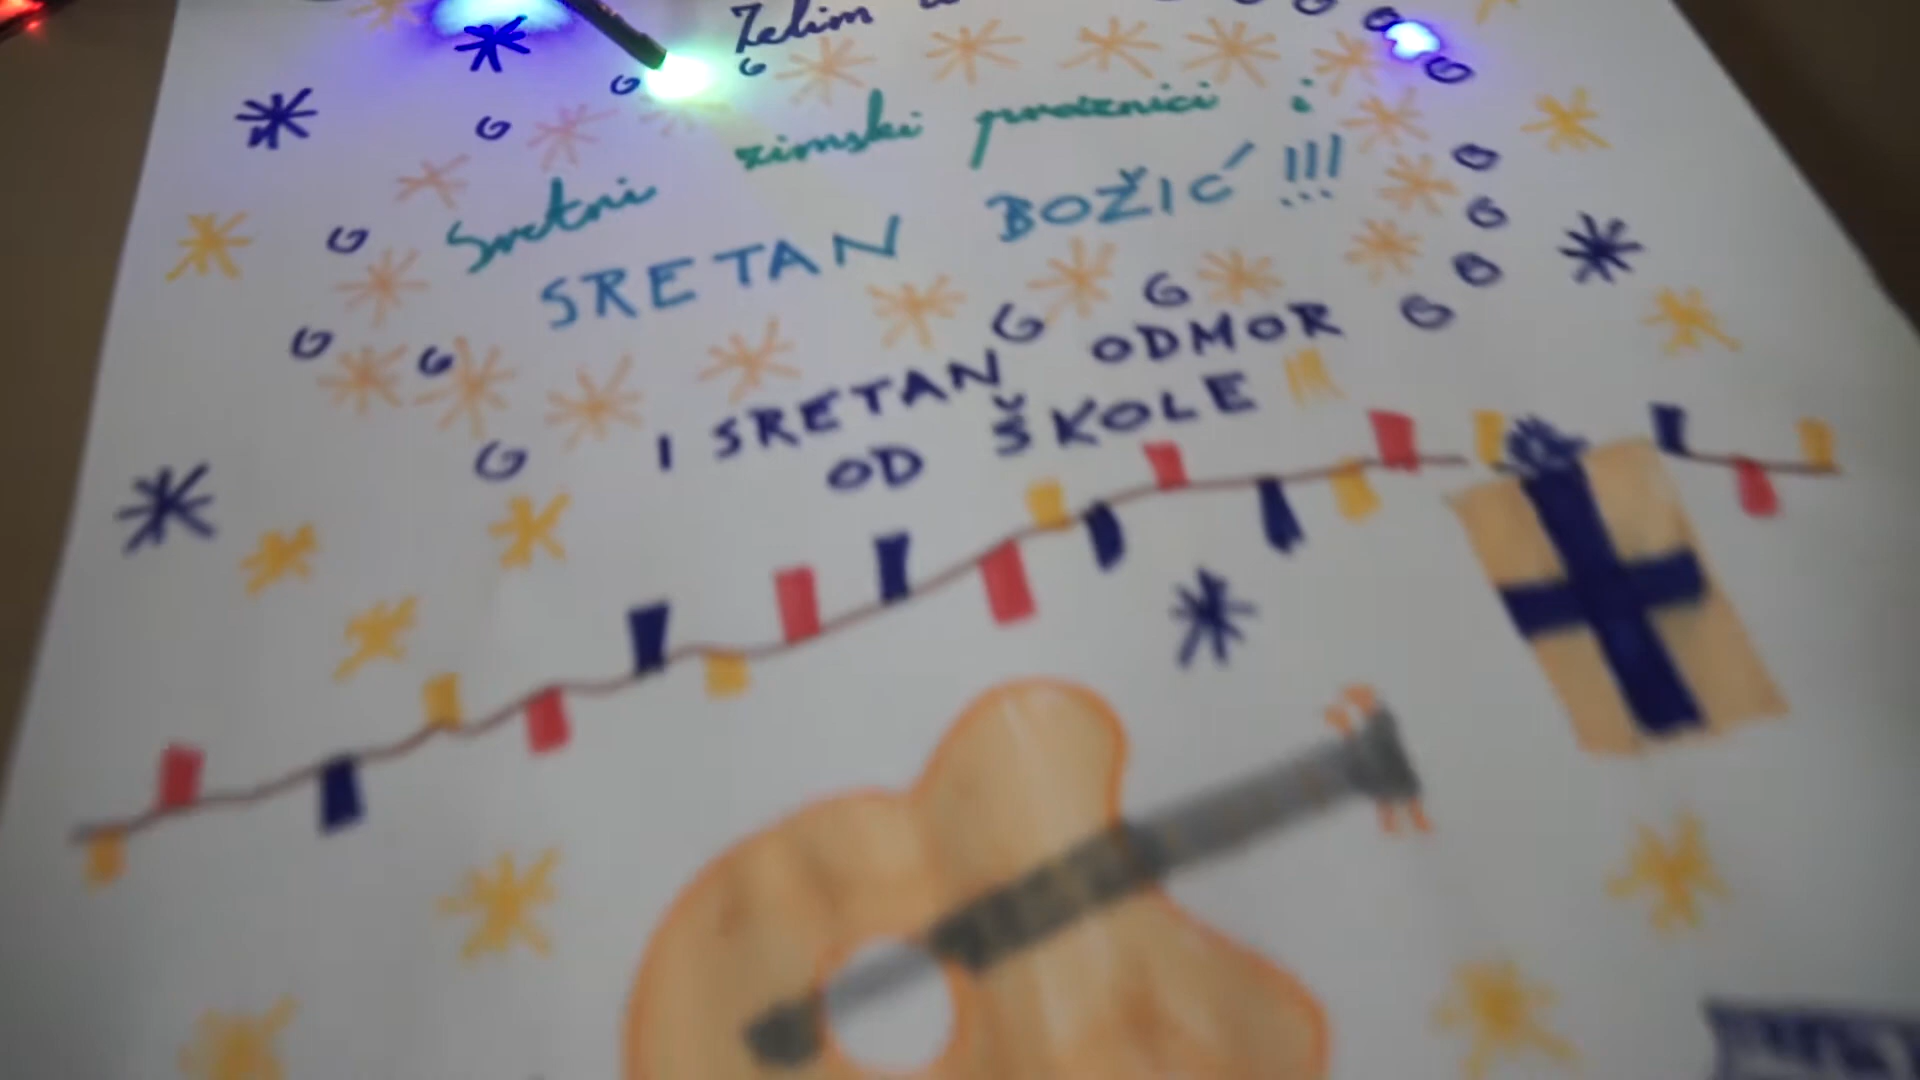 Želim
Sretni zimski praznici i
SRETAN BOŽIĆ!!!
I SRETAN ODMOR
OD ŠKOLE !!!